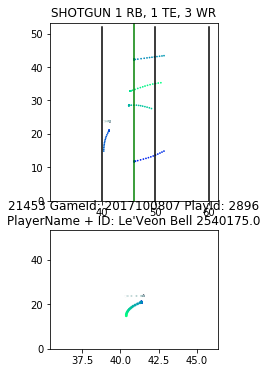 SHOTGUN 1 RB, 1 TE, 3 WR
50
40
30
20
10
0
40 50 60
21453 GameId: 2017100807 PlayId: 2896
PlayerName + ID: Le'Veon Bell 2540175.0
40
20
0
37.5 40.0 42.5 45.0